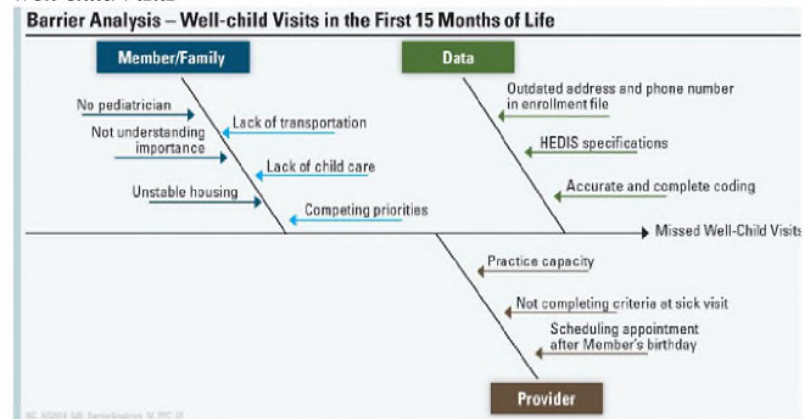 Barrier Analysis – Well-child Visits in the First 15 Months of Life
Member/Family
Data
No pediatrician
Not understanding
importance
Unstable housing
Lack of transportation
Lack of child care
Competing priorities
Outdated address and phone number
in enrollment file
HEDIS specifications
Accurate and complete coding
Missed Well-Child Visits
Practice capacity
Not completing criteria at sick visit
Scheduling appointment
after Member's birthday
Provider